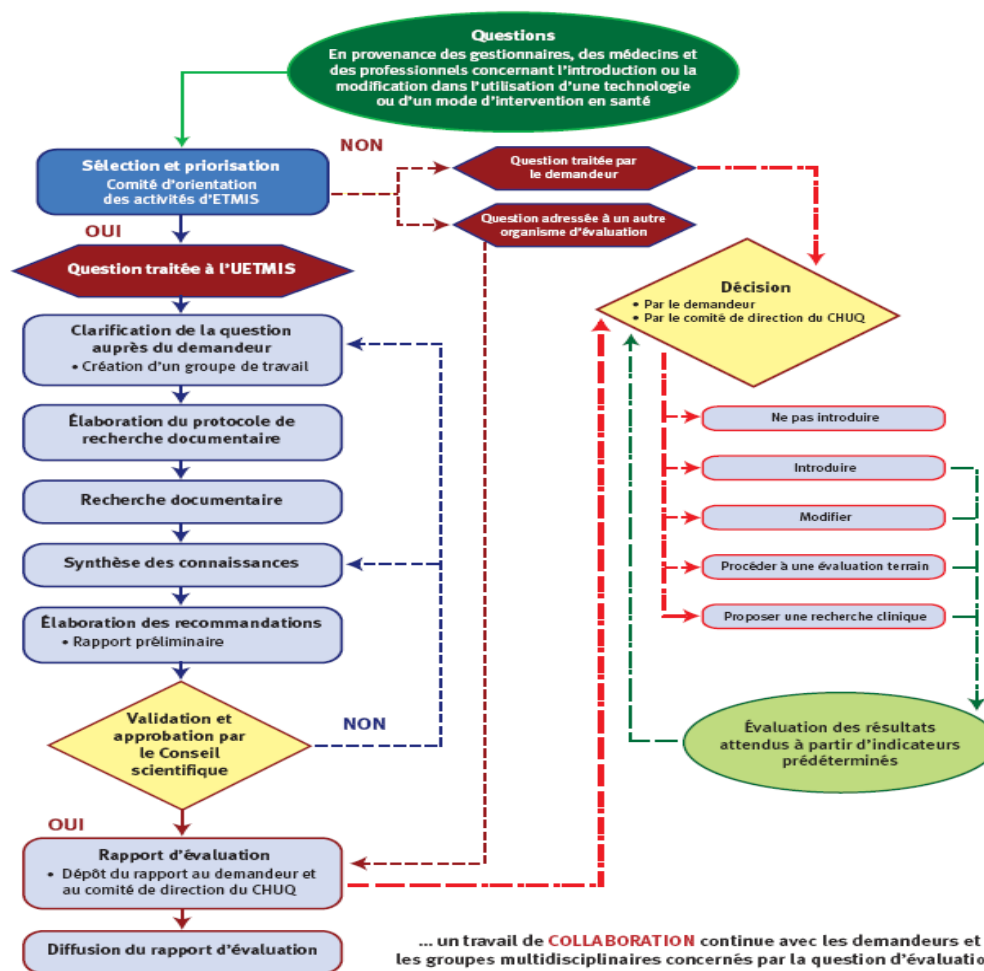 Questions
En provenance des gestionnaires, des médecins et
des professionnels concernant l'introduction ou la
modification dans l'utilisation d'une technologie
ou d'un mode d'intervention en santé
NON
Sélection et priorisation
Comité d'orientation
des activités d'ETMIS
Question traitée par
le demandeur
Question adressée à un autre
organisme d'évaluation
OUI
Question traitée à l'UETMIS
Décision
• Par le demandeur
• Par le comité de direction du CHUQ
Clarification de la question
auprès du demandeur
• Création d'un groupe de travail
Élaboration du protocole de
recherche documentaire
Recherche documentaire
Synthèse des connaissances
Élaboration des recommandations
• Rapport préliminaire
Ne pas introduire
Introduire
Modifier
Procéder à une évaluation terrain
Proposer une recherche clinique
Validation et
approbation par
le Conseil
scientifique
NON
Évaluation des résultats
attendus à partir d'indicateurs
prédéterminés
OUI
Rapport d'évaluation
• Dépôt du rapport au demandeur et
au comité de direction du CHUQ
Diffusion du rapport d'évaluation
... un travail de COLLABORATION continue avec les demandeurs et
les groupes multidisciplinaires concernés par la question d'évaluatio